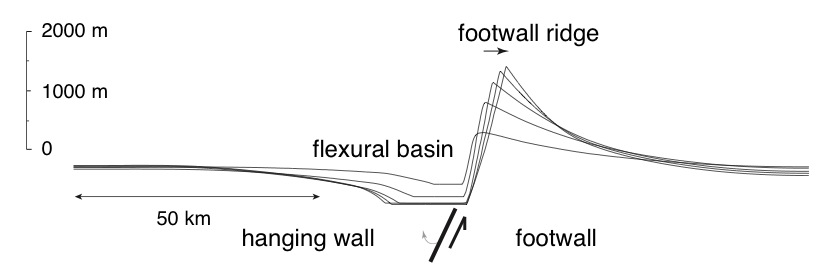 2000 m
footwall ridge
1000 m
0
flexural basin
50 km
hanging wall
footwall